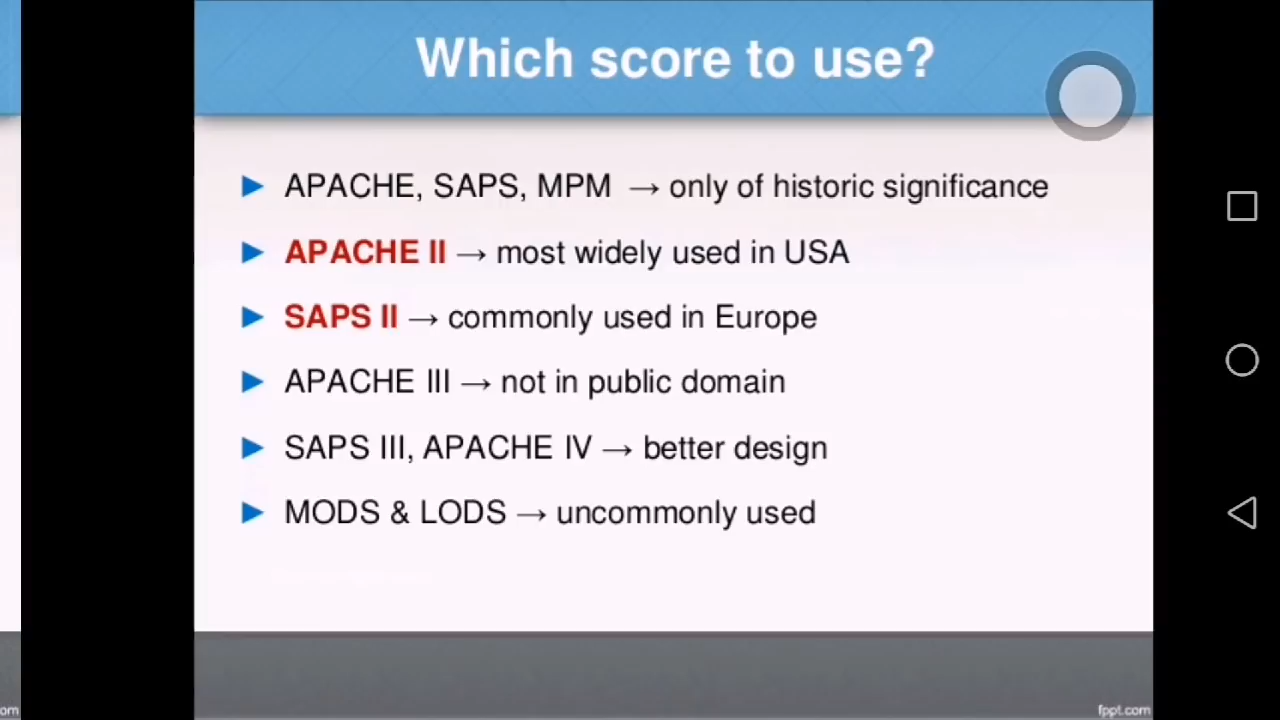 Which score to use?
► APACHE, SAPS, MPM → only of historic significance
► APACHE II → most widely used in USA
► SAPS II → commonly used in Europe
► APACHE III → not in public domain
► SAPS III, APACHE IV → better design
► MODS & LODS → uncommonly used
om
fppt.com